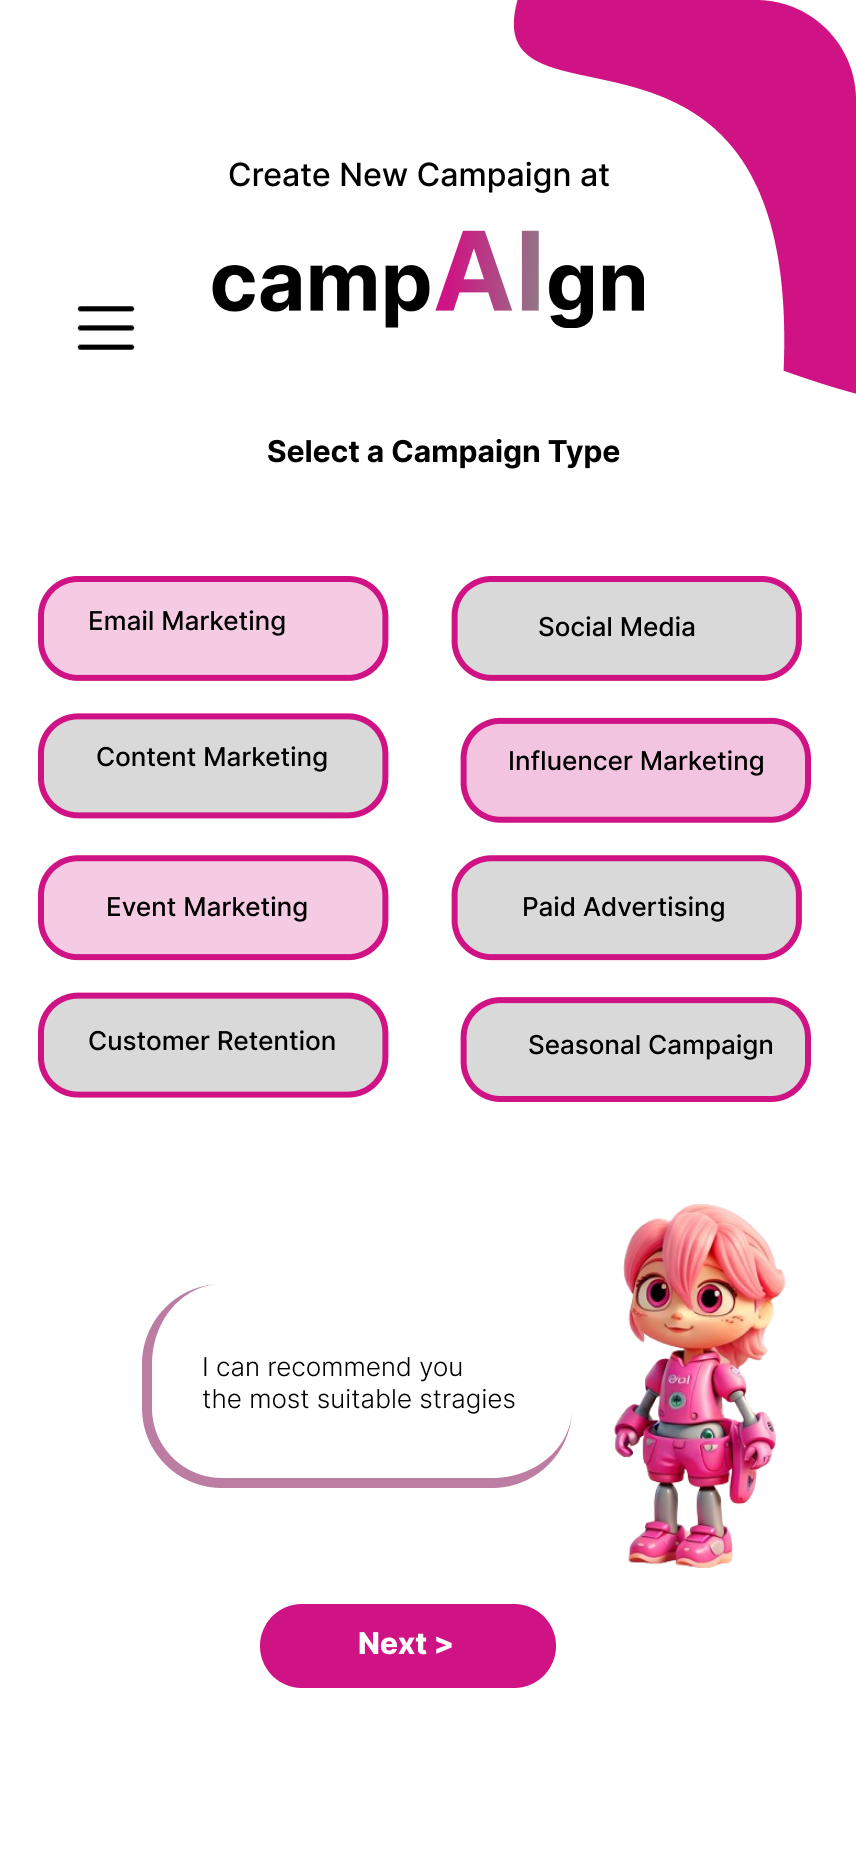 Create New Campaign at
campAIgn
Select a Campaign Type
Email Marketing
Social Media
Content Marketing
Influencer Marketing
Event Marketing
Paid Advertising
Customer Retention
Seasonal Campaign
I can recommend you
the most suitable stragies
Next >